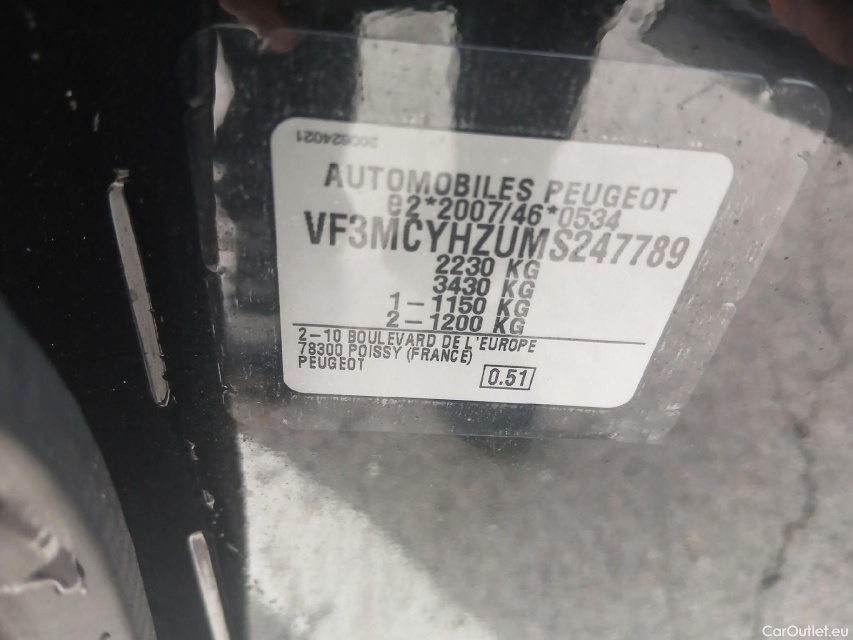 200624021
AUTOMOBILES PEUGEOT
e2*2007/46*0534
VF3MCYHZUMS247789
2230 KG
3430 KG
1-1150 KG
2-1200 KG
2-10 BOULEVARD DE L'EUROPE
78300 POISSY (FRANCE)
PEUGEOT
0.51
CarOutlet.eu